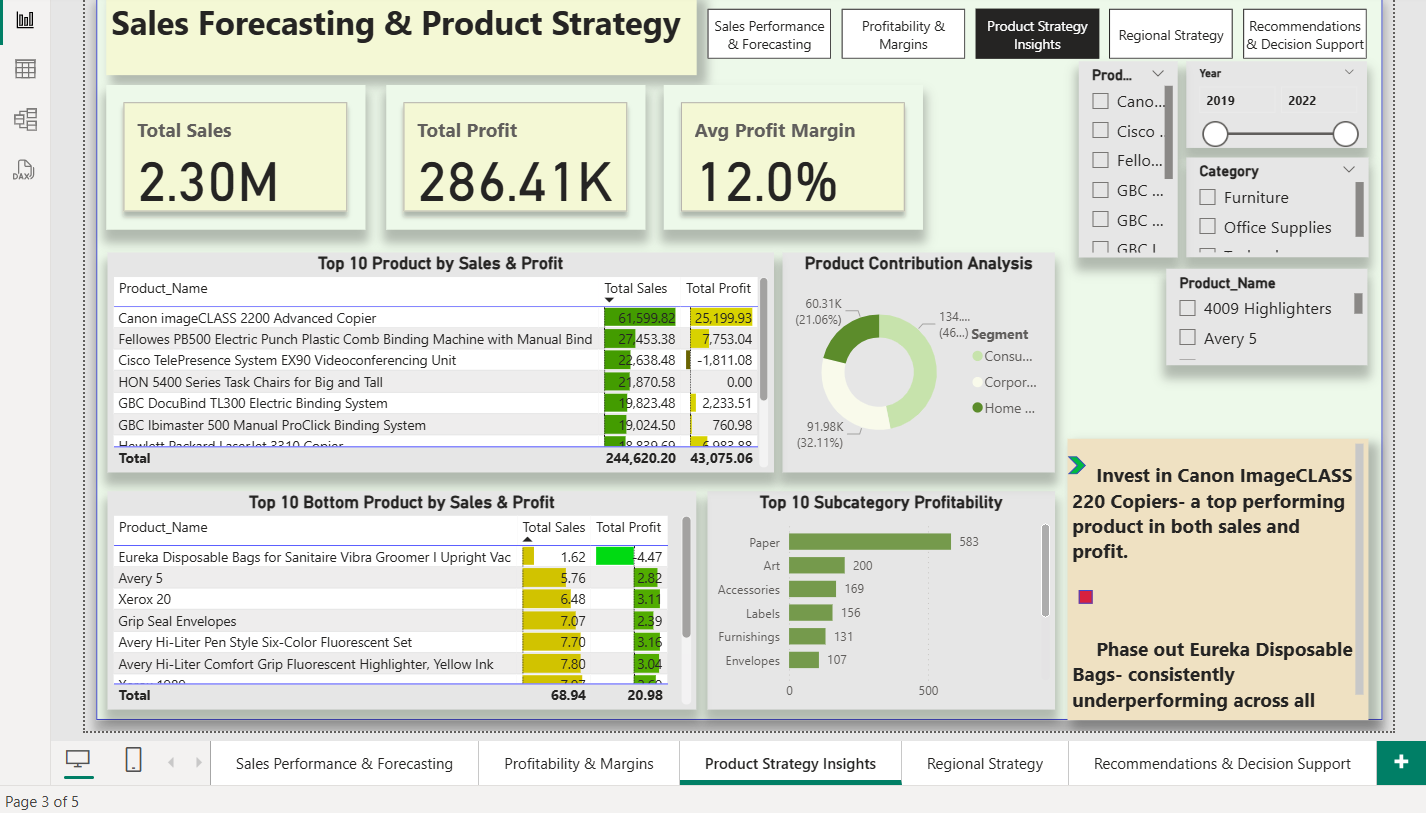 Sales Forecasting & Product Strategy
Sales Performance
& Forecasting
Profitability &
Margins
Product Strategy
Insights
Regional Strategy
Recommendations
& Decision Support
Prod...
Cano...
Cisco ...
Fello...
GBC ...
GBC ...
Year
2019 2022
Category
Furniture
Office Supplies
Product_Name
4009 Highlighters
Avery 5
Total Sales
2.30M
Total Profit
286.41K
Avg Profit Margin
12.0%
Top 10 Product by Sales & Profit
Product_Name Total Sales Total Profit
Canon imageCLASS 2200 Advanced Copier 61,599.82 25,199.93
Fellowes PB500 Electric Punch Plastic Comb Binding Machine with Manual Bind 27,453.38 7,753.04
Cisco TelePresence System EX90 Videoconferencing Unit 22,638.48 -1,811.08
HON 5400 Series Task Chairs for Big and Tall 21,870.58 0.00
GBC DocuBind TL300 Electric Binding System 19,823.48 2,233.51
GBC Ibimaster 500 Manual ProClick Binding System 19,024.50 760.98
Hewlett Packard LaserJet 3310 Copier 18,839.69 6,983.88
Total 244,620.20 43,075.06
Product Contribution Analysis
60.31K
(21.06%)
134....
(46...)
91.98K
(32.11%)
Segment
Consu...
Corpor...
Home ...
Top 10 Bottom Product by Sales & Profit
Product_Name Total Sales Total Profit
Eureka Disposable Bags for Sanitaire Vibra Groomer I Upright Vac 1.62 -4.47
Avery 5 5.76 2.82
Xerox 20 6.48 3.11
Grip Seal Envelopes 7.07 2.39
Avery Hi-Liter Pen Style Six-Color Fluorescent Set 7.70 3.16
Avery Hi-Liter Comfort Grip Fluorescent Highlighter, Yellow Ink 7.80 3.04
Total 68.94 20.98
Top 10 Subcategory Profitability
Paper 583
Art 200
Accessories 169
Labels 156
Furnishings 131
Envelopes 107
0 500
Invest in Canon ImageCLASS
220 Copiers- a top performing
product in both sales and
profit.
Phase out Eureka Disposable
Bags- consistently
underperforming across all
DAX
Sales Performance & Forecasting
Profitability & Margins
Product Strategy Insights
Regional Strategy
Recommendations & Decision Support
Page 3 of 5